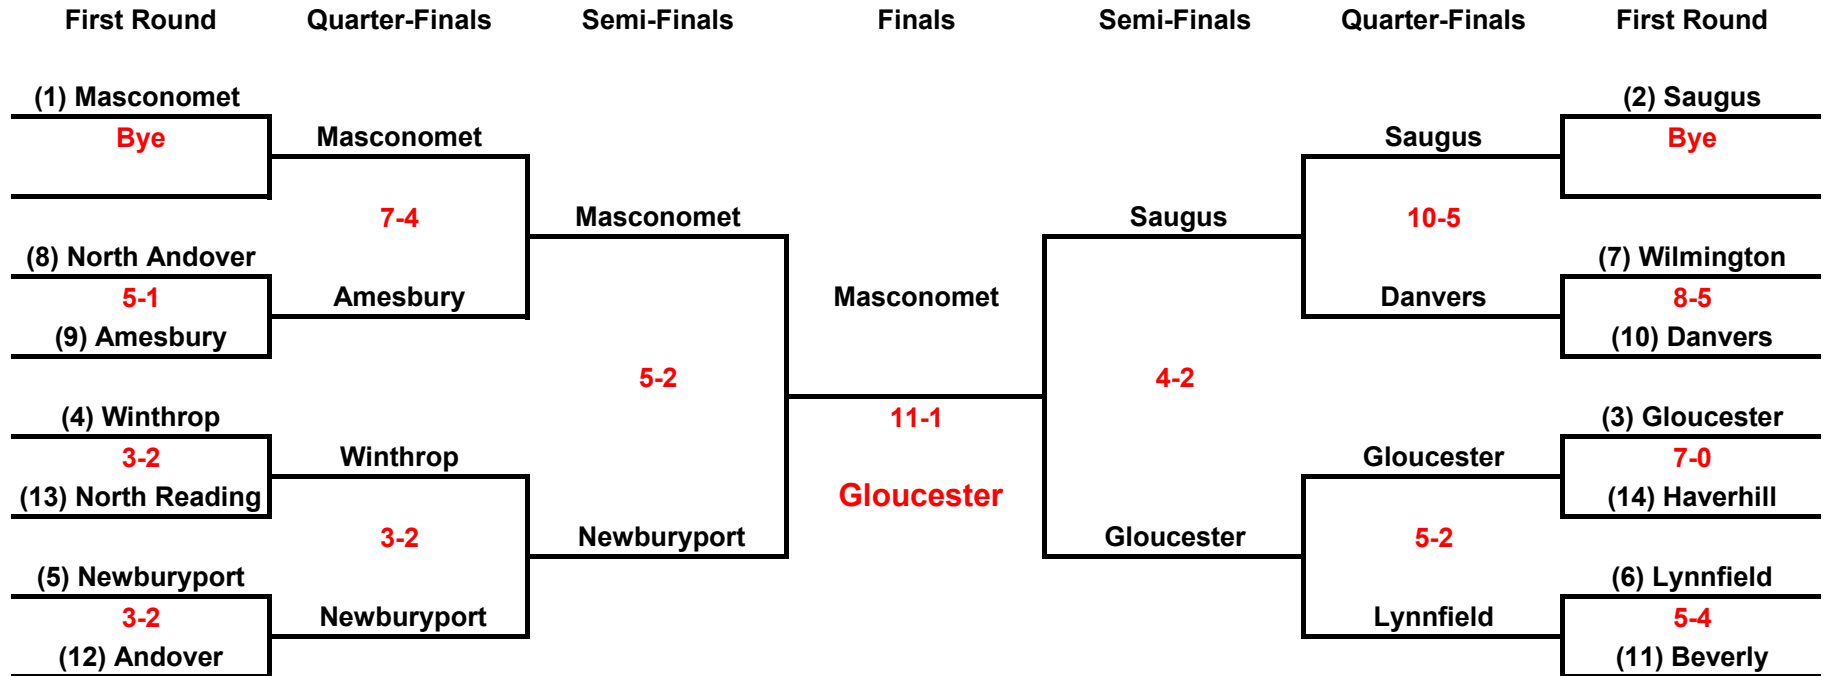 First Round Quarter-Finals Semi-Finals Finals Semi-Finals Quarter-Finals First Round
(1) Masconomet (2) Saugus
Bye Masconomet Saugus Bye
7-4 Masconomet Saugus 10-5
(8) North Andover (7) Wilmington
5-1 Amesbury Masconomet Danvers 8-5
(9) Amesbury (10) Danvers
5-2 4-2
(4) Winthrop 11-1 (3) Gloucester
3-2 Winthrop Gloucester 7-0
(13) North Reading Gloucester (14) Haverhill
3-2 Newburyport Gloucester 5-2
(5) Newburyport (6) Lynnfield
3-2 Newburyport Lynnfield 5-4
(12) Andover (11) Beverly